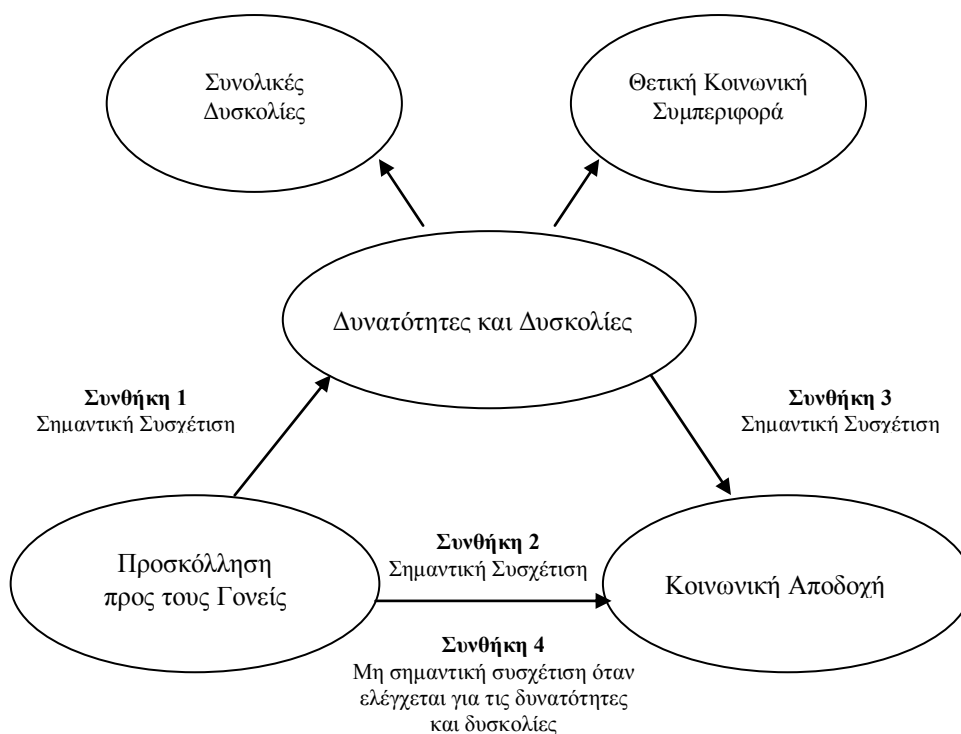 Συνολικές
Δυσκολίες
Θετική Κοινωνική
Συμπεριφορά
Δυνατότητες και Δυσκολίες
Συνθήκη 1
Σημαντική Συσχέτιση
Συνθήκη 3
Σημαντική Συσχέτιση
Προσκόλληση
προς τους Γονείς
Συνθήκη 2
Σημαντική Συσχέτιση
Κοινωνική Αποδοχή
Συνθήκη 4
Μη σημαντική συσχέτιση όταν
ελέγχεται για τις δυνατότητες
και δυσκολίες